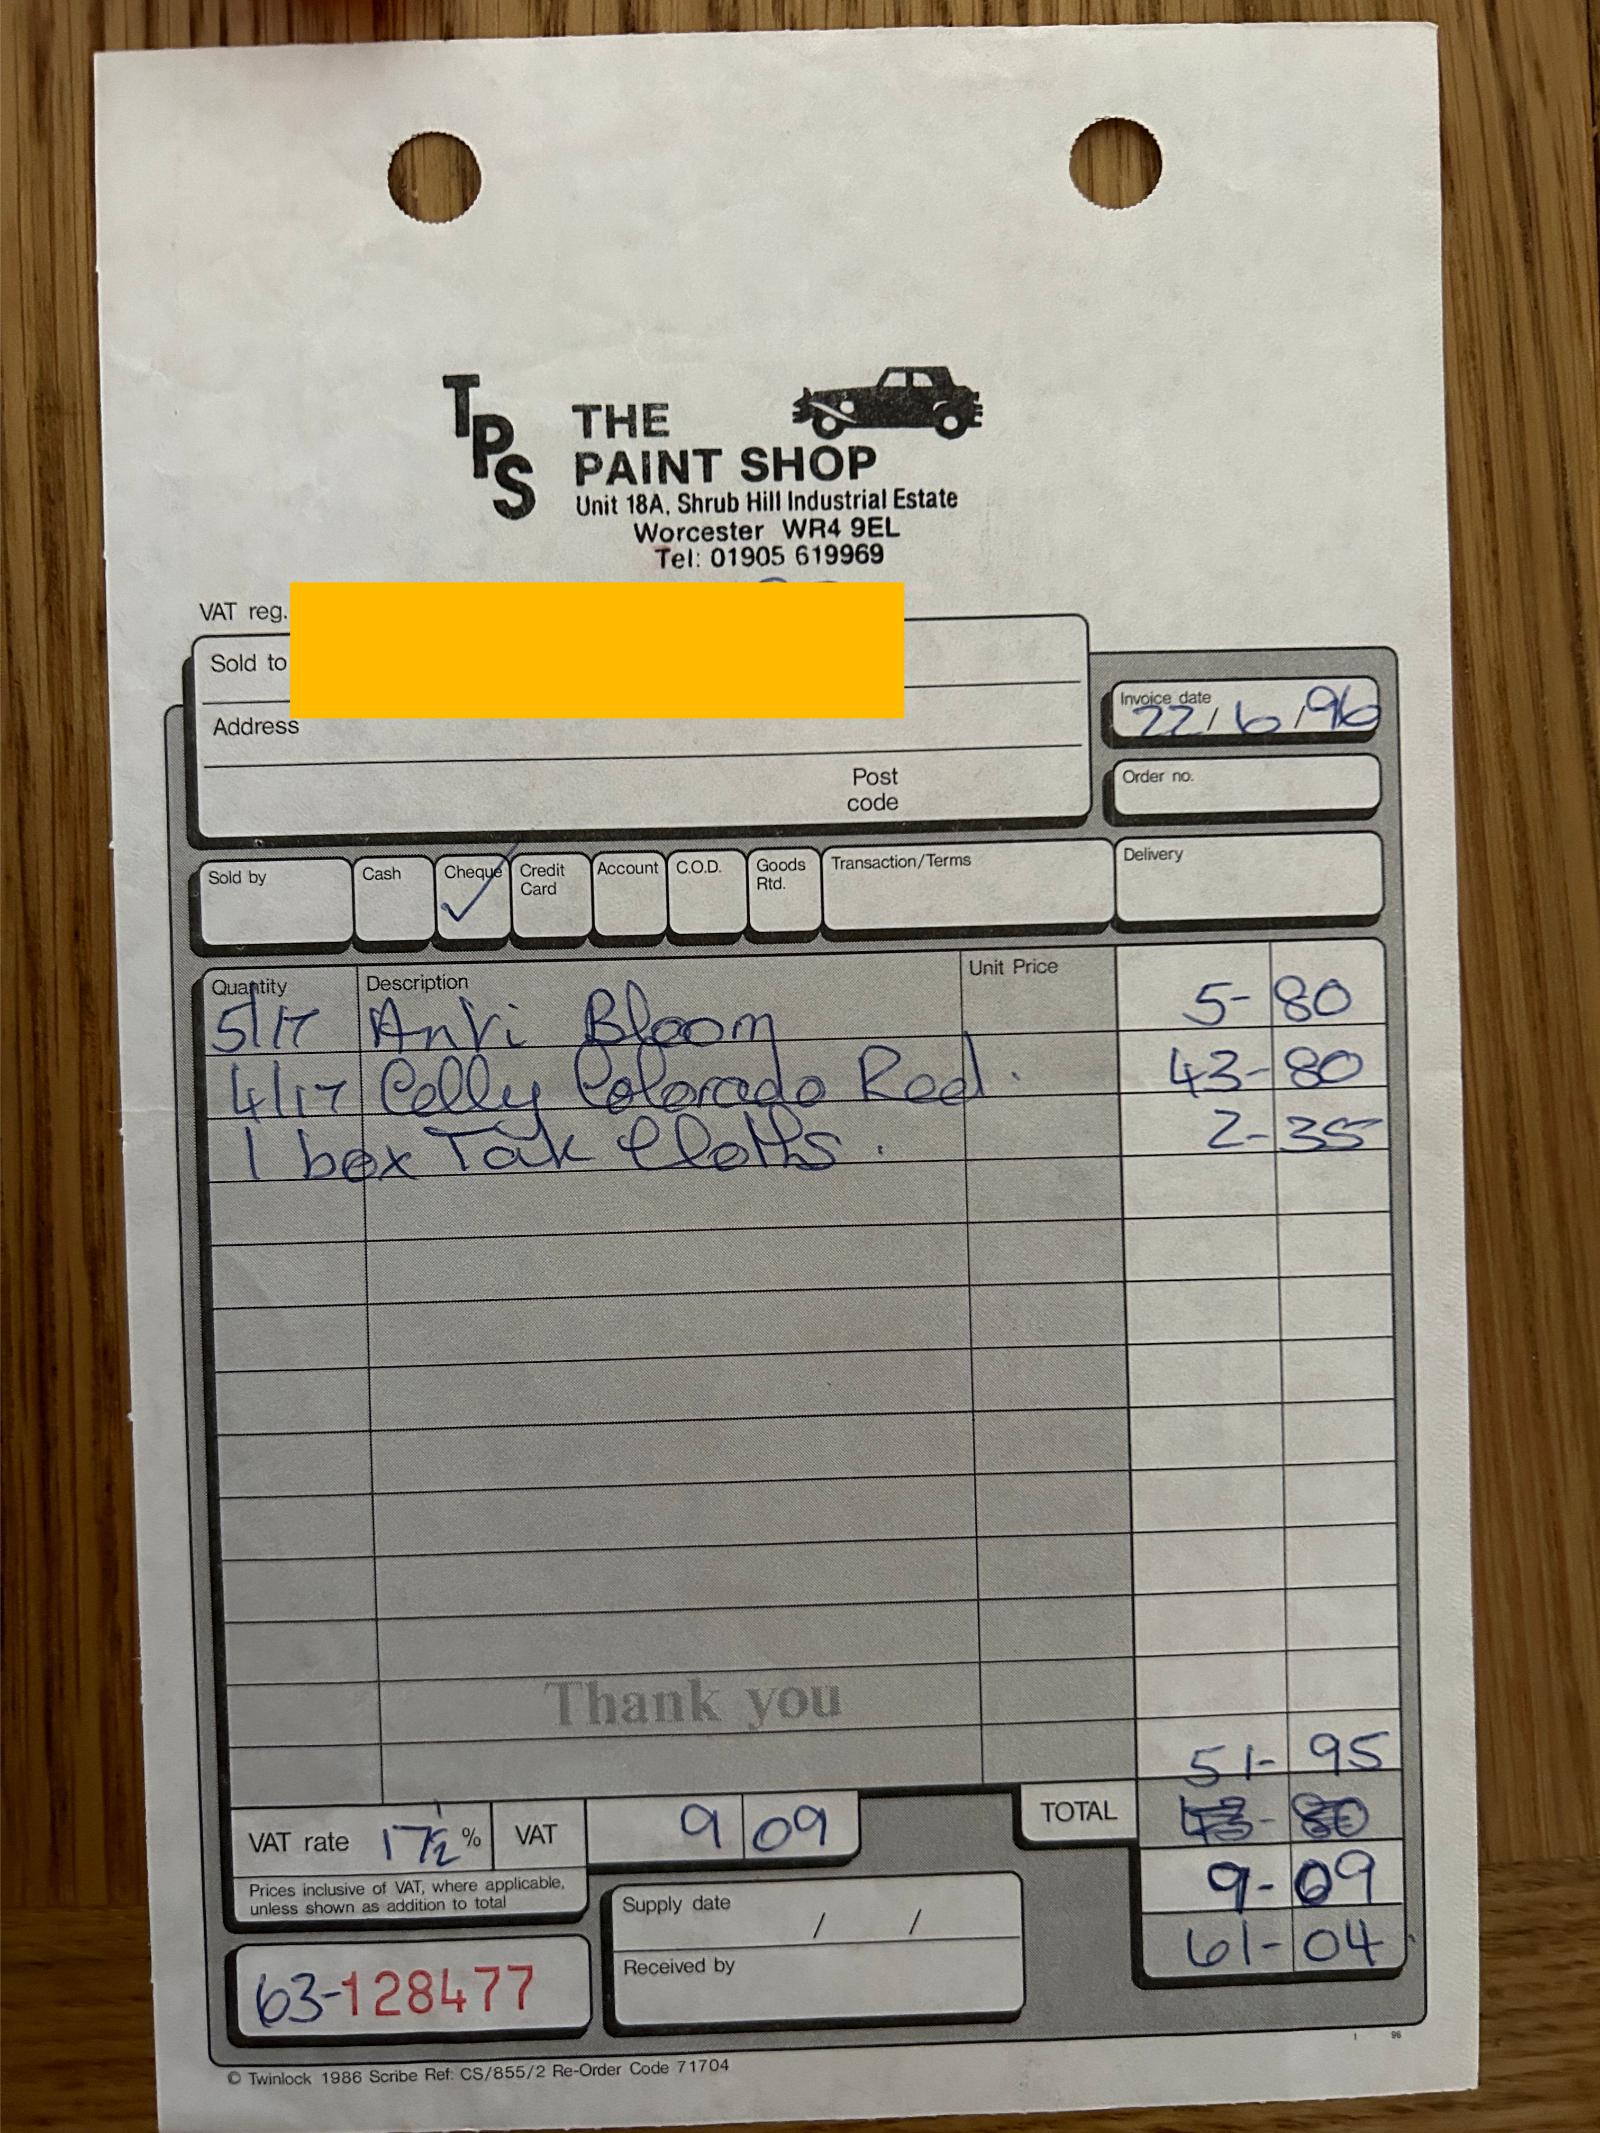 TPS
THE
PAINT SHOP
Unit 18A, Shrub Hill Industrial Estate
Worcester WR4 9EL
Tel: 01905 619969
VAT reg.
Sold to
Address
Post code
Invoice date
22/6/96
Order no.
Sold by Cash Cheque Credit Card Account C.O.D. Goods Rtd. Transaction/Terms Delivery
Quantity Description Unit Price
Anti Bloom 5-80
Celly Colorado Red. 43-80
1 box Tak Cloths. 2-35
Thank you
51-95
VAT rate 17½ % VAT 9 09 TOTAL 43-80
9-09
Prices inclusive of VAT, where applicable,
unless shown as addition to total
Supply date / /
61-04
Received by
63-128477
1 96
© Twinlock 1986 Scribe Ref: CS/855/2 Re-Order Code 71704